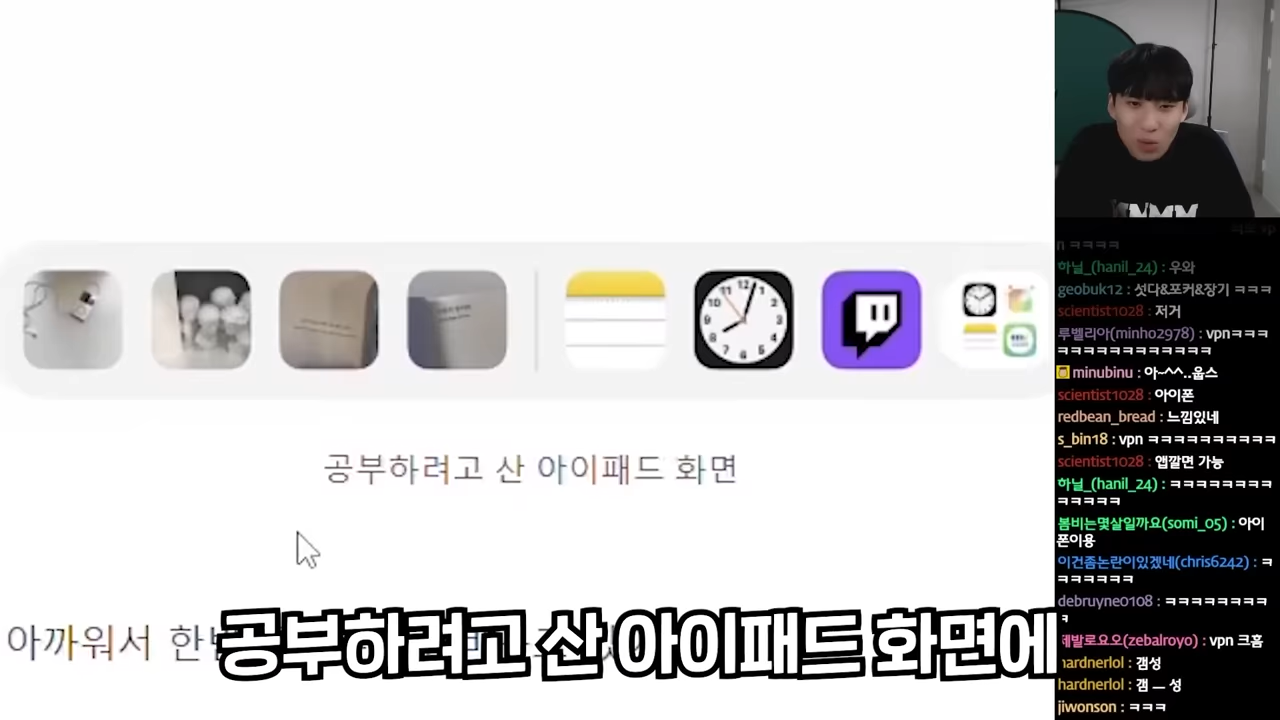 공부하려고 산 아이패드 화면
아까워서 한번
공부하려고 산 아이패드 화면에
ㅋㅋㅋㅋ
하닐_(hanil_24) : 우와
geobuk12 : 섯다&포커&장기 ㅋㅋㅋ
scientist1028 : 저거
루벨리아(minho2978) : vpnㅋㅋㅋ
ㅋㅋㅋㅋㅋㅋㅋㅋㅋㅋㅋㅋ
minubinu : 아~^^..웁스
scientist1028 : 아이폰
redbean_bread : 느낌있네
s_bin18 : vpn ㅋㅋㅋㅋㅋㅋㅋㅋㅋㅋ
scientist1028 : 앱깔면 가능
하닐_(hanil_24) : ㅋㅋㅋㅋㅋㅋㅋㅋ
ㅋㅋㅋㅋㅋ
봄비는몇살일까요(somi_05) : 아이
폰이용
이건좀논란이있겠네(chris6242) : ㅋ
ㅋㅋㅋㅋㅋㅋ
debruyne0108 : ㅋㅋㅋㅋㅋㅋㅋㅋ
ㅋ
제발로요오(zebalroyo) : vpn 크흠
hardnerlol : 갬성
hardnerlol : 갬 ㅡ 성
jiwonson : ㅋㅋㅋ